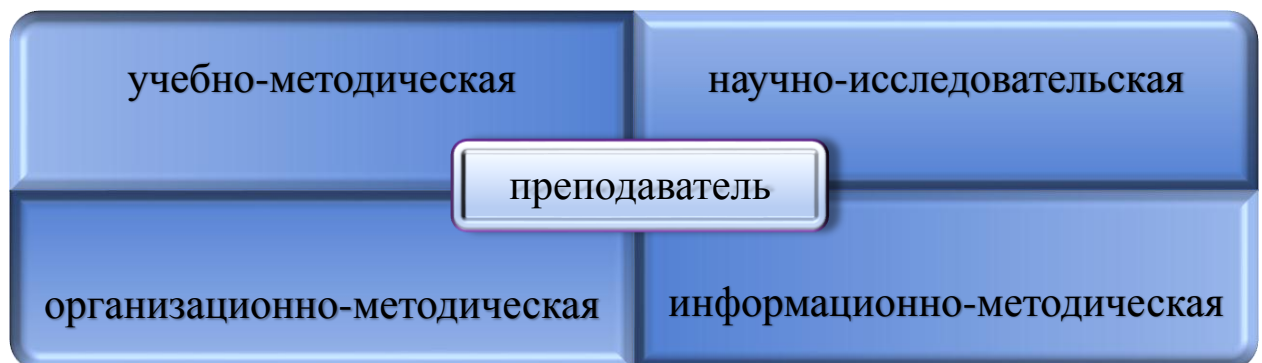 учебно-методическая
научно-исследовательская
преподаватель
организационно-методическая
информационно-методическая